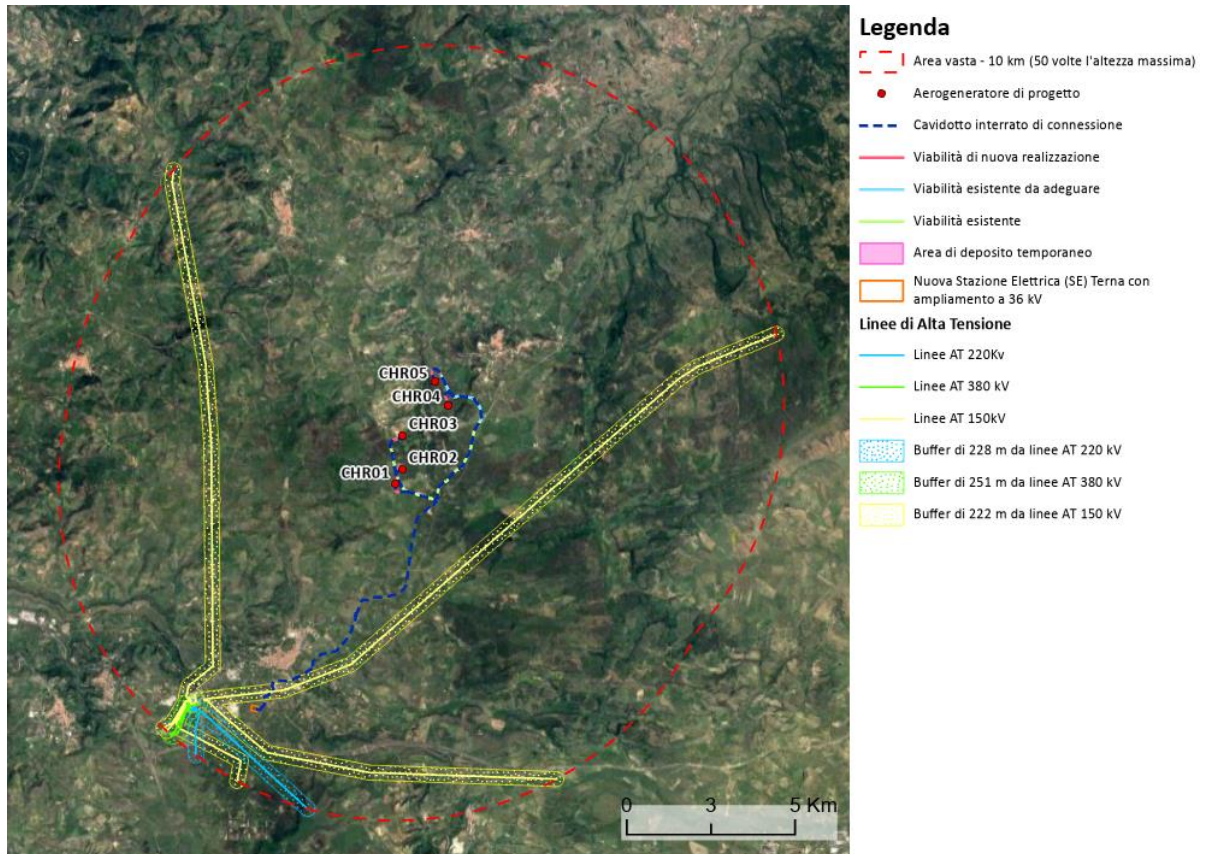 Legenda
Area vasta - 10 km (50 volte l'altezza massima)
Aerogeneratore di progetto
Cavidotto interrato di connessione
Viabilità di nuova realizzazione
Viabilità esistente da adeguare
Viabilità esistente
Area di deposito temporaneo
Nuova Stazione Elettrica (SE) Terna con
ampliamento a 36 kV
Linee di Alta Tensione
Linee AT 220Kv
Linee AT 380 kV
Linee AT 150kV
Buffer di 228 m da linee AT 220 kV
Buffer di 251 m da linee AT 380 kV
Buffer di 222 m da linee AT 150 kV
CHR05
CHR04
CHR03
CHR02
CHR01
0 3 5 Km